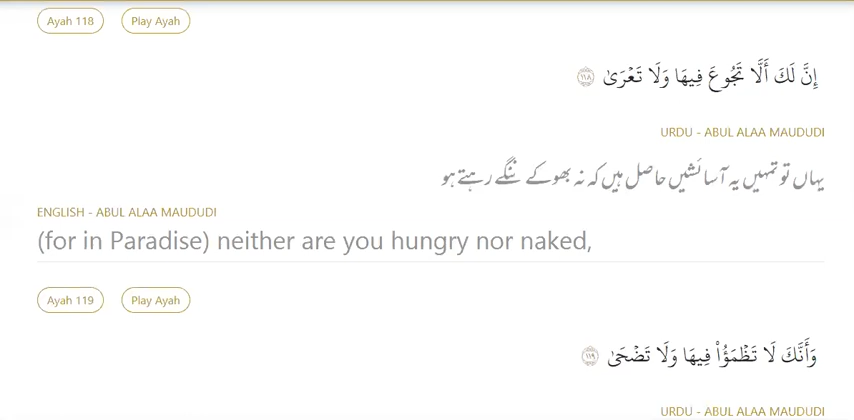 Ayah 118 Play Ayah
إِنَّ لَكَ أَلَّا تَجُوعَ فِيهَا وَلَا تَعْرَىٰ ١١٨
URDU - ABUL ALAA MAUDUDI
یہاں تو تمہیں یہ آسائشیں حاصل ہیں کہ نہ بھوکے ننگے رہتے ہو
ENGLISH - ABUL ALAA MAUDUDI
(for in Paradise) neither are you hungry nor naked,
Ayah 119 Play Ayah
وَأَنَّكَ لَا تَظْمَؤُا۟ فِيهَا وَلَا تَضْحَىٰ ١١٩
URDU - ABUL ALAA MAUDUDI